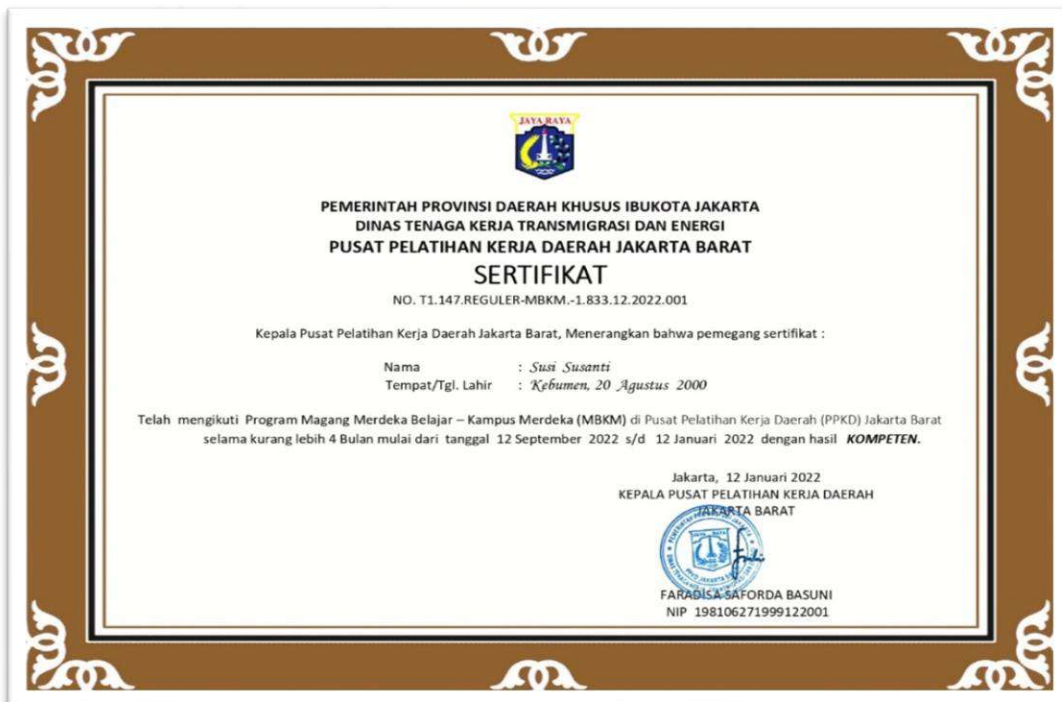 JAYA RAYA
PEMERINTAH PROVINSI DAERAH KHUSUS IBUKOTA JAKARTA
DINAS TENAGA KERJA TRANSMIGRASI DAN ENERGI
PUSAT PELATIHAN KERJA DAERAH JAKARTA BARAT
SERTIFIKAT
NO. T1.147.REGULER-MBKM.-1.833.12.2022.001
Kepala Pusat Pelatihan Kerja Daerah Jakarta Barat, Menerangkan bahwa pemegang sertifikat :
Nama : Susi Susanti
Tempat/Tgl. Lahir : Kebumen, 20 Agustus 2000
Telah mengikuti Program Magang Merdeka Belajar – Kampus Merdeka (MBKM) di Pusat Pelatihan Kerja Daerah (PPKD) Jakarta Barat
selama kurang lebih 4 Bulan mulai dari tanggal 12 September 2022 s/d 12 Januari 2022 dengan hasil KOMPETEN.
Jakarta, 12 Januari 2022
KEPALA PUSAT PELATIHAN KERJA DAERAH
JAKARTA BARAT
FARADISA SAFORDA BASUNI
NIP 198106271999122001